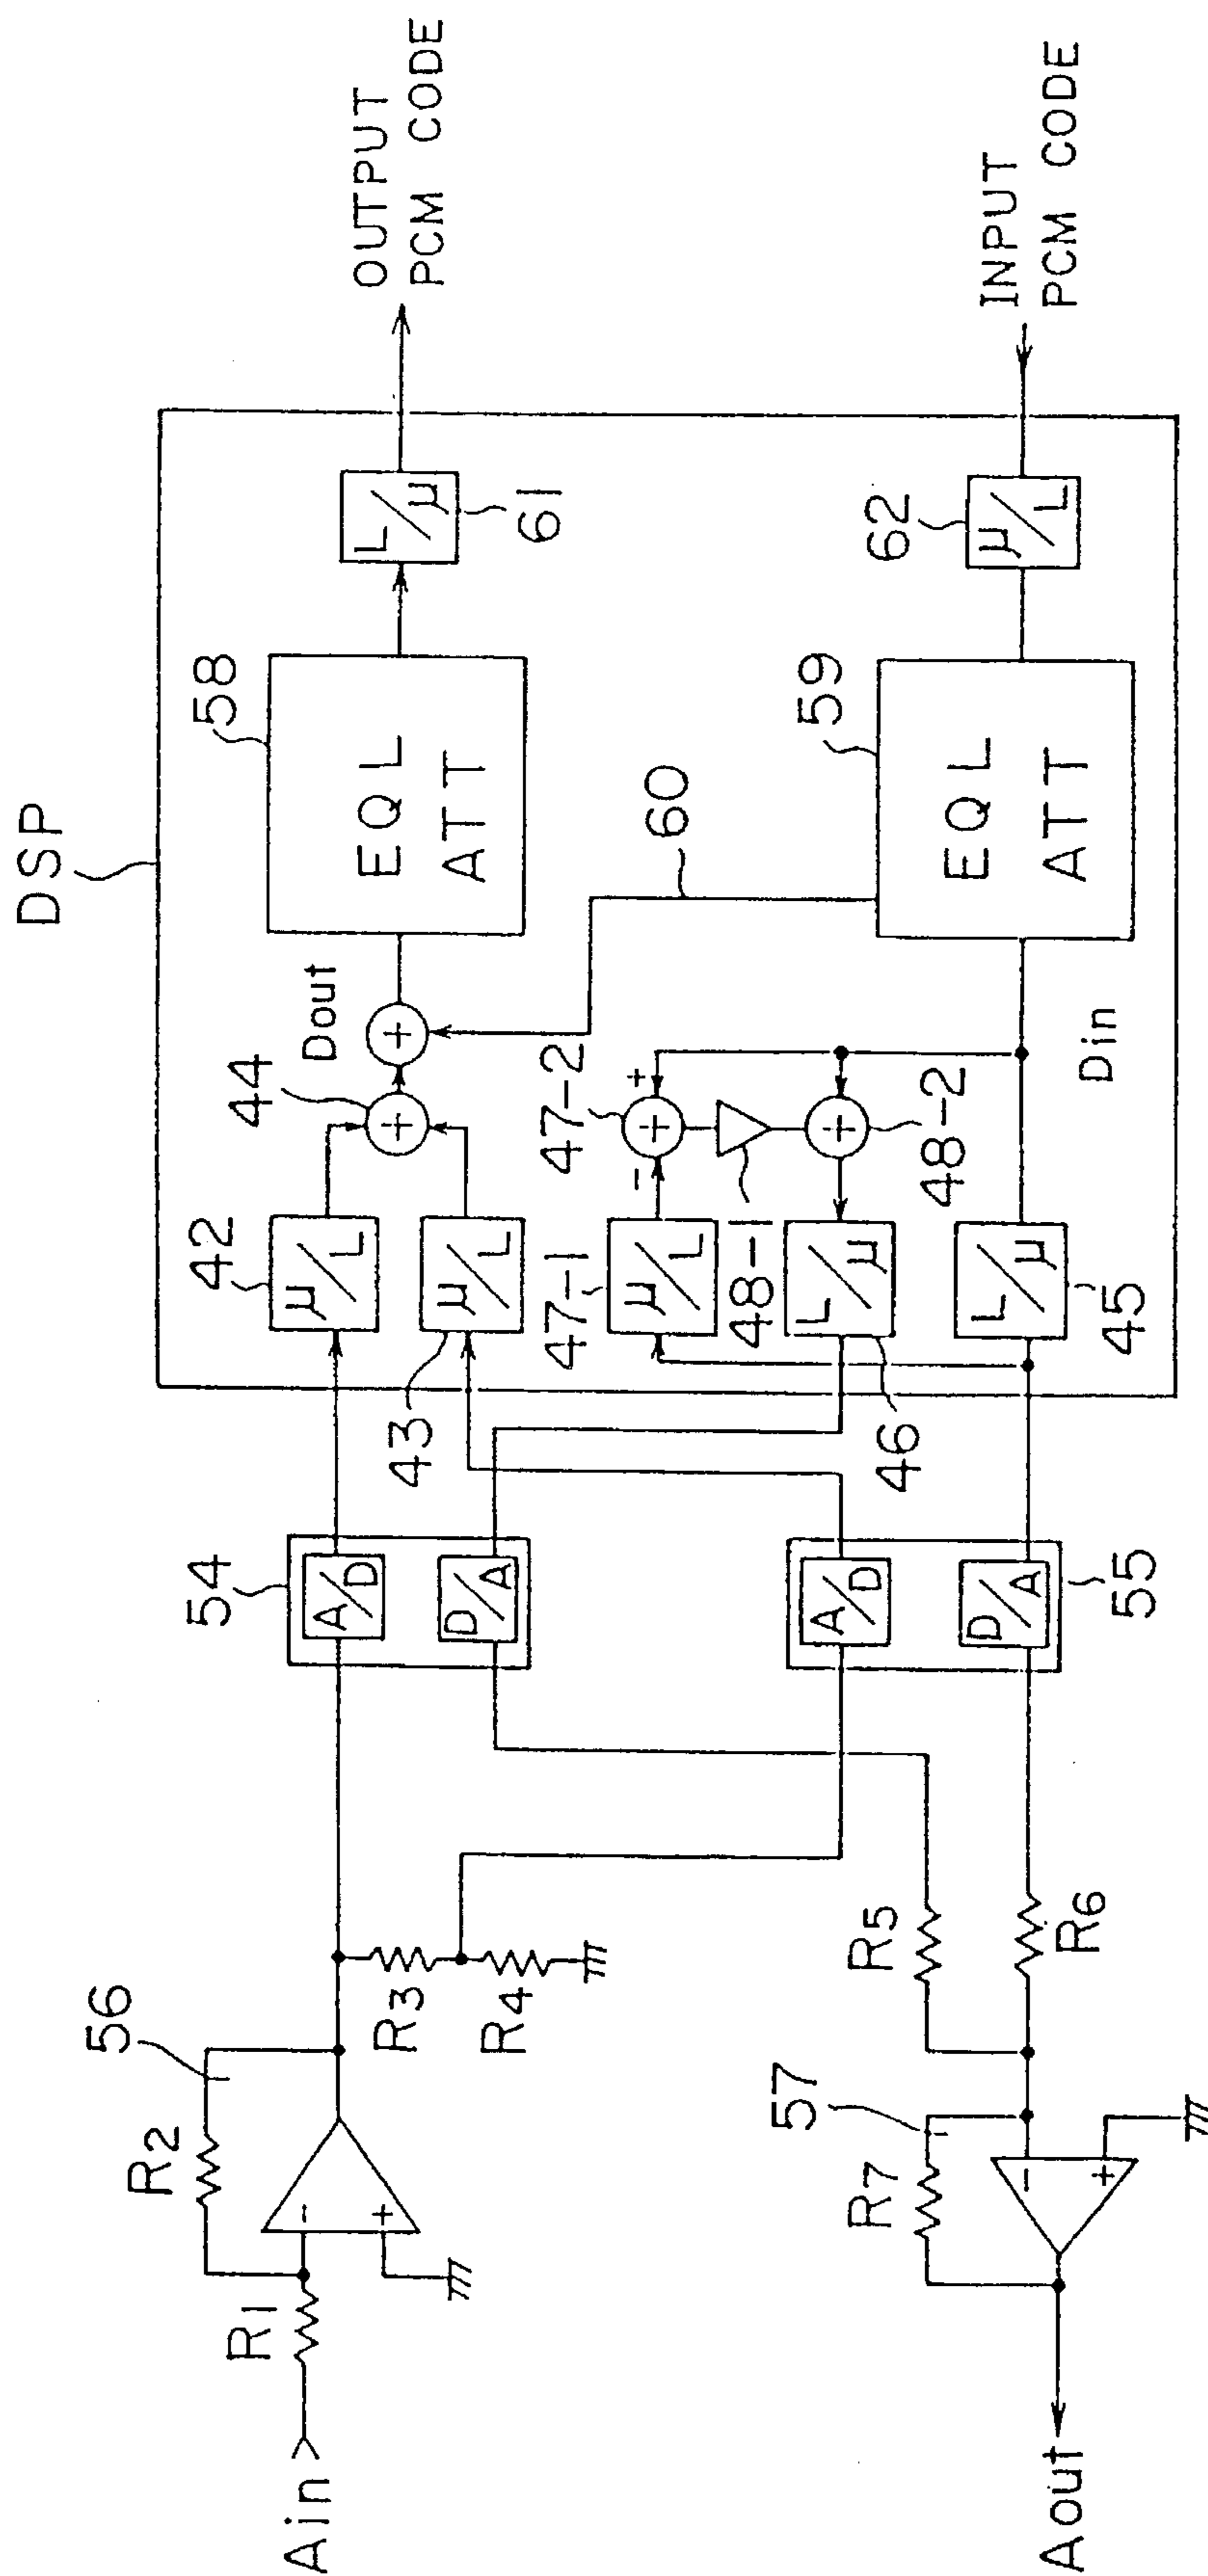 DSP
54
42
44
Dout
58
EQL
ATT
L/μ
61
OUTPUT
PCM CODE
A/D
μ/L
56
R2
R1
Ain
-
+
D/A
43
μ/L
R3
R4
47-2
+
-
60
47-1
μ/L
48-1
59
EQL
ATT
62
μ/L
INPUT
PCM CODE
A/D
46
L/μ
48-2
Din
45
L/μ
D/A
55
R5
R6
57
R7
-
+
Aout
+
+
+
+